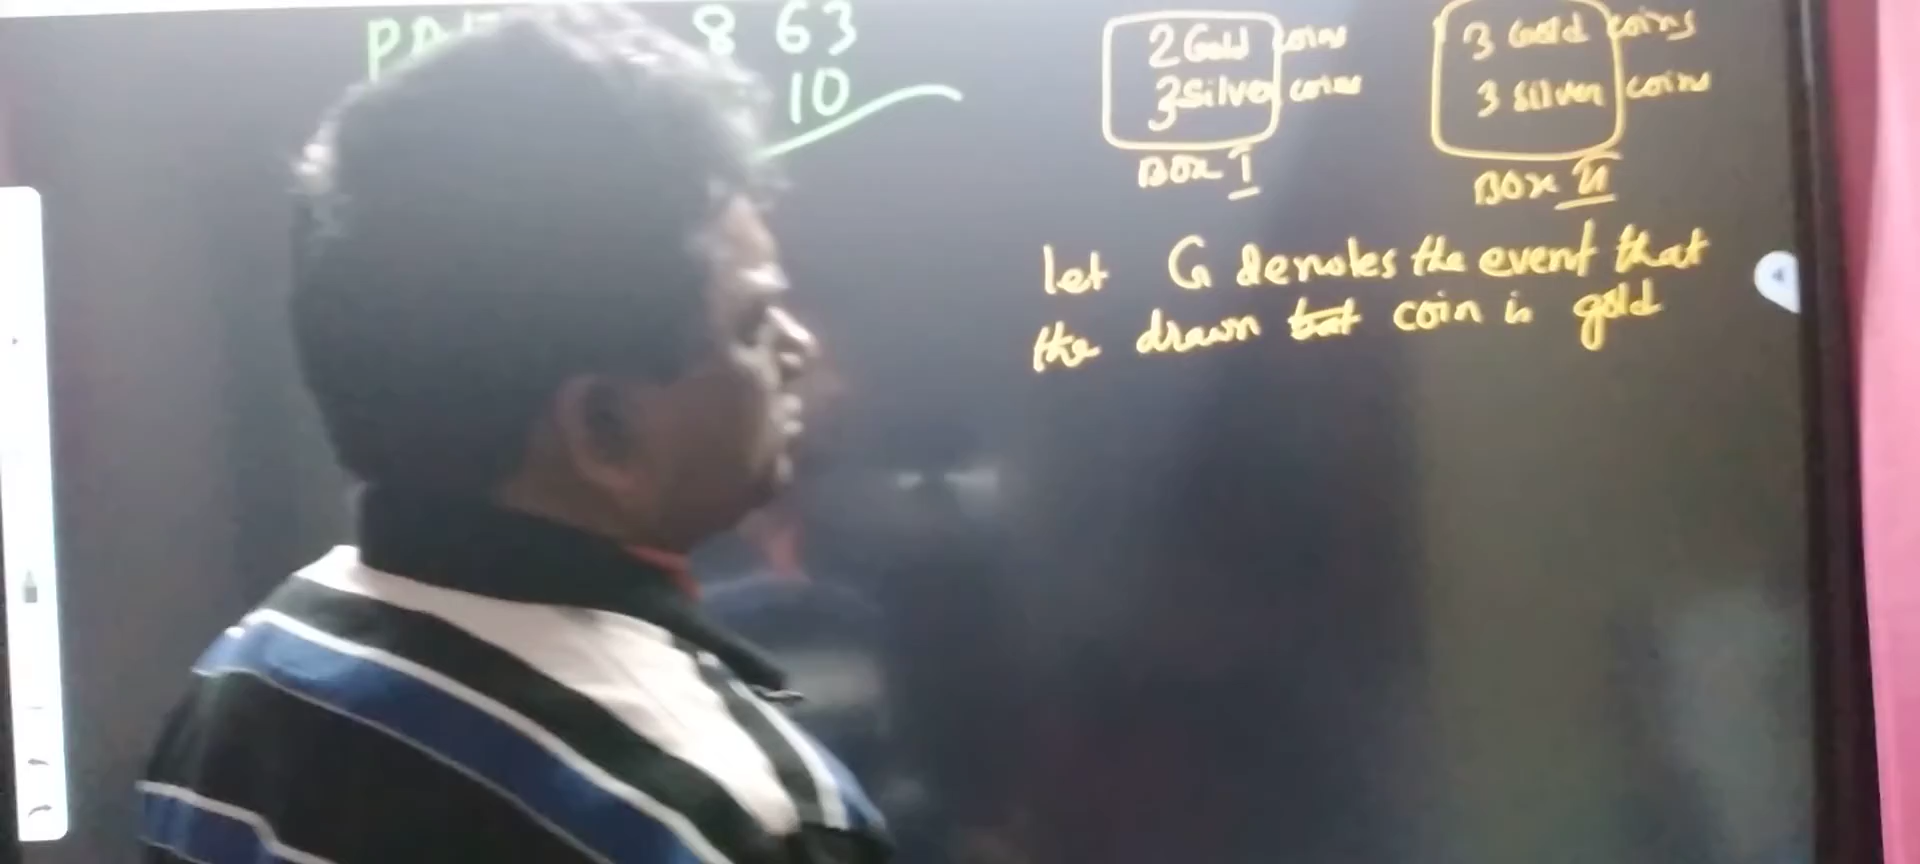 8 63
10
2 Gold coins
3 Silver coins
Box I
3 Gold coins
3 silver coins
Box II
let G denotes the event that
the drawn coin is gold